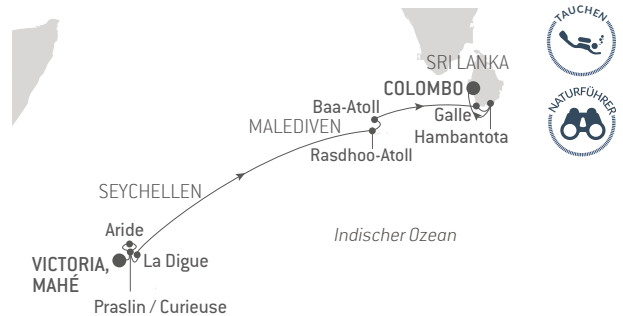 TAUCHEN
SRI LANKA
COLOMBO
NATURFÜHRER
Baa-Atoll
Galle
MALEDIVEN
Hambantota
Rasdhoo-Atoll
SEYCHELLEN
Aride
Indischer Ozean
VICTORIA,
MAHÉ
La Digue
Praslin / Curieuse